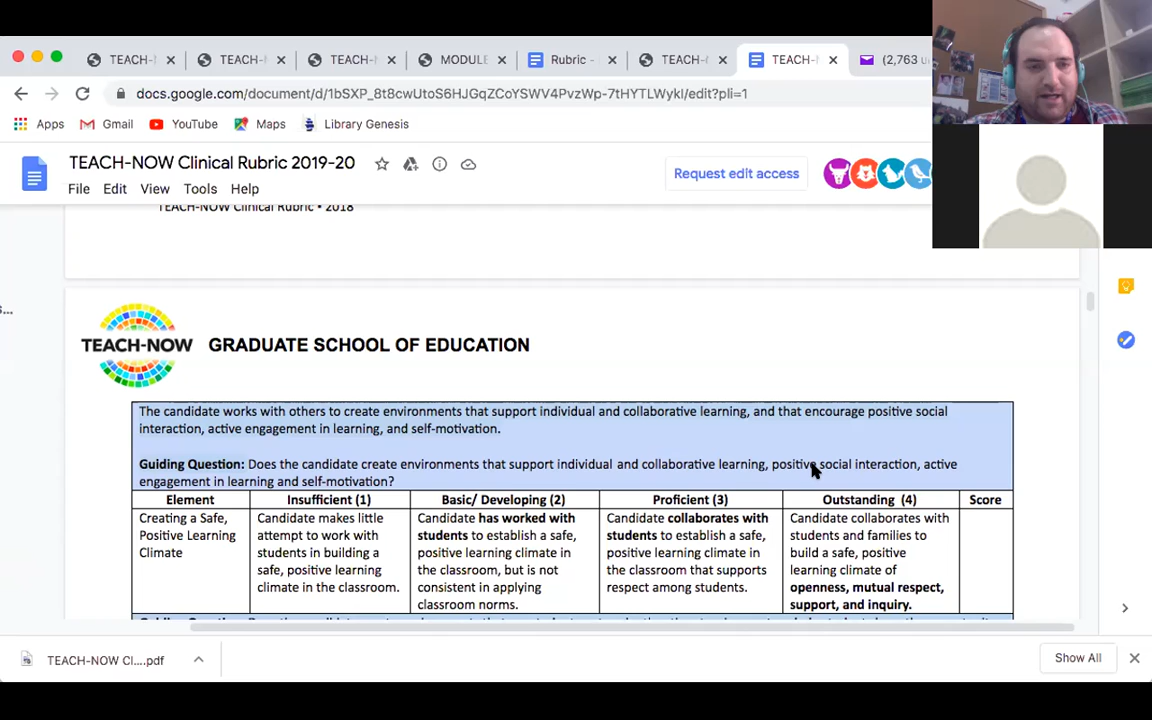 TEACH-
TEACH-
TEACH-
MODULE
Rubric -
TEACH-
TEACH-
(2,763 u
docs.google.com/document/d/1bSXP_8t8cwUtoS6HJGqZCoYSWV4PvzWp-7tHYTLWykI/edit?pli=1
Apps
Gmail
YouTube
Maps
Library Genesis
TEACH-NOW Clinical Rubric 2019-20
Request edit access
File Edit View Tools Help
TEACH-NOW Clinical Rubric • 2018
s...
TEACH-NOW GRADUATE SCHOOL OF EDUCATION
The candidate works with others to create environments that support individual and collaborative learning, and that encourage positive social
interaction, active engagement in learning, and self-motivation.
Guiding Question: Does the candidate create environments that support individual and collaborative learning, positive social interaction, active
engagement in learning and self-motivation?
Element
Insufficient (1)
Basic/ Developing (2)
Proficient (3)
Outstanding (4)
Score
Creating a Safe,
Positive Learning
Climate
Candidate makes little
attempt to work with
students in building a
safe, positive learning
climate in the classroom.
Candidate has worked with
students to establish a safe,
positive learning climate in
the classroom, but is not
consistent in applying
classroom norms.
Candidate collaborates with
students to establish a safe,
positive learning climate in
the classroom that supports
respect among students.
Candidate collaborates with
students and families to
build a safe, positive
learning climate of
openness, mutual respect,
support, and inquiry.
TEACH-NOW Cl....pdf
Show All